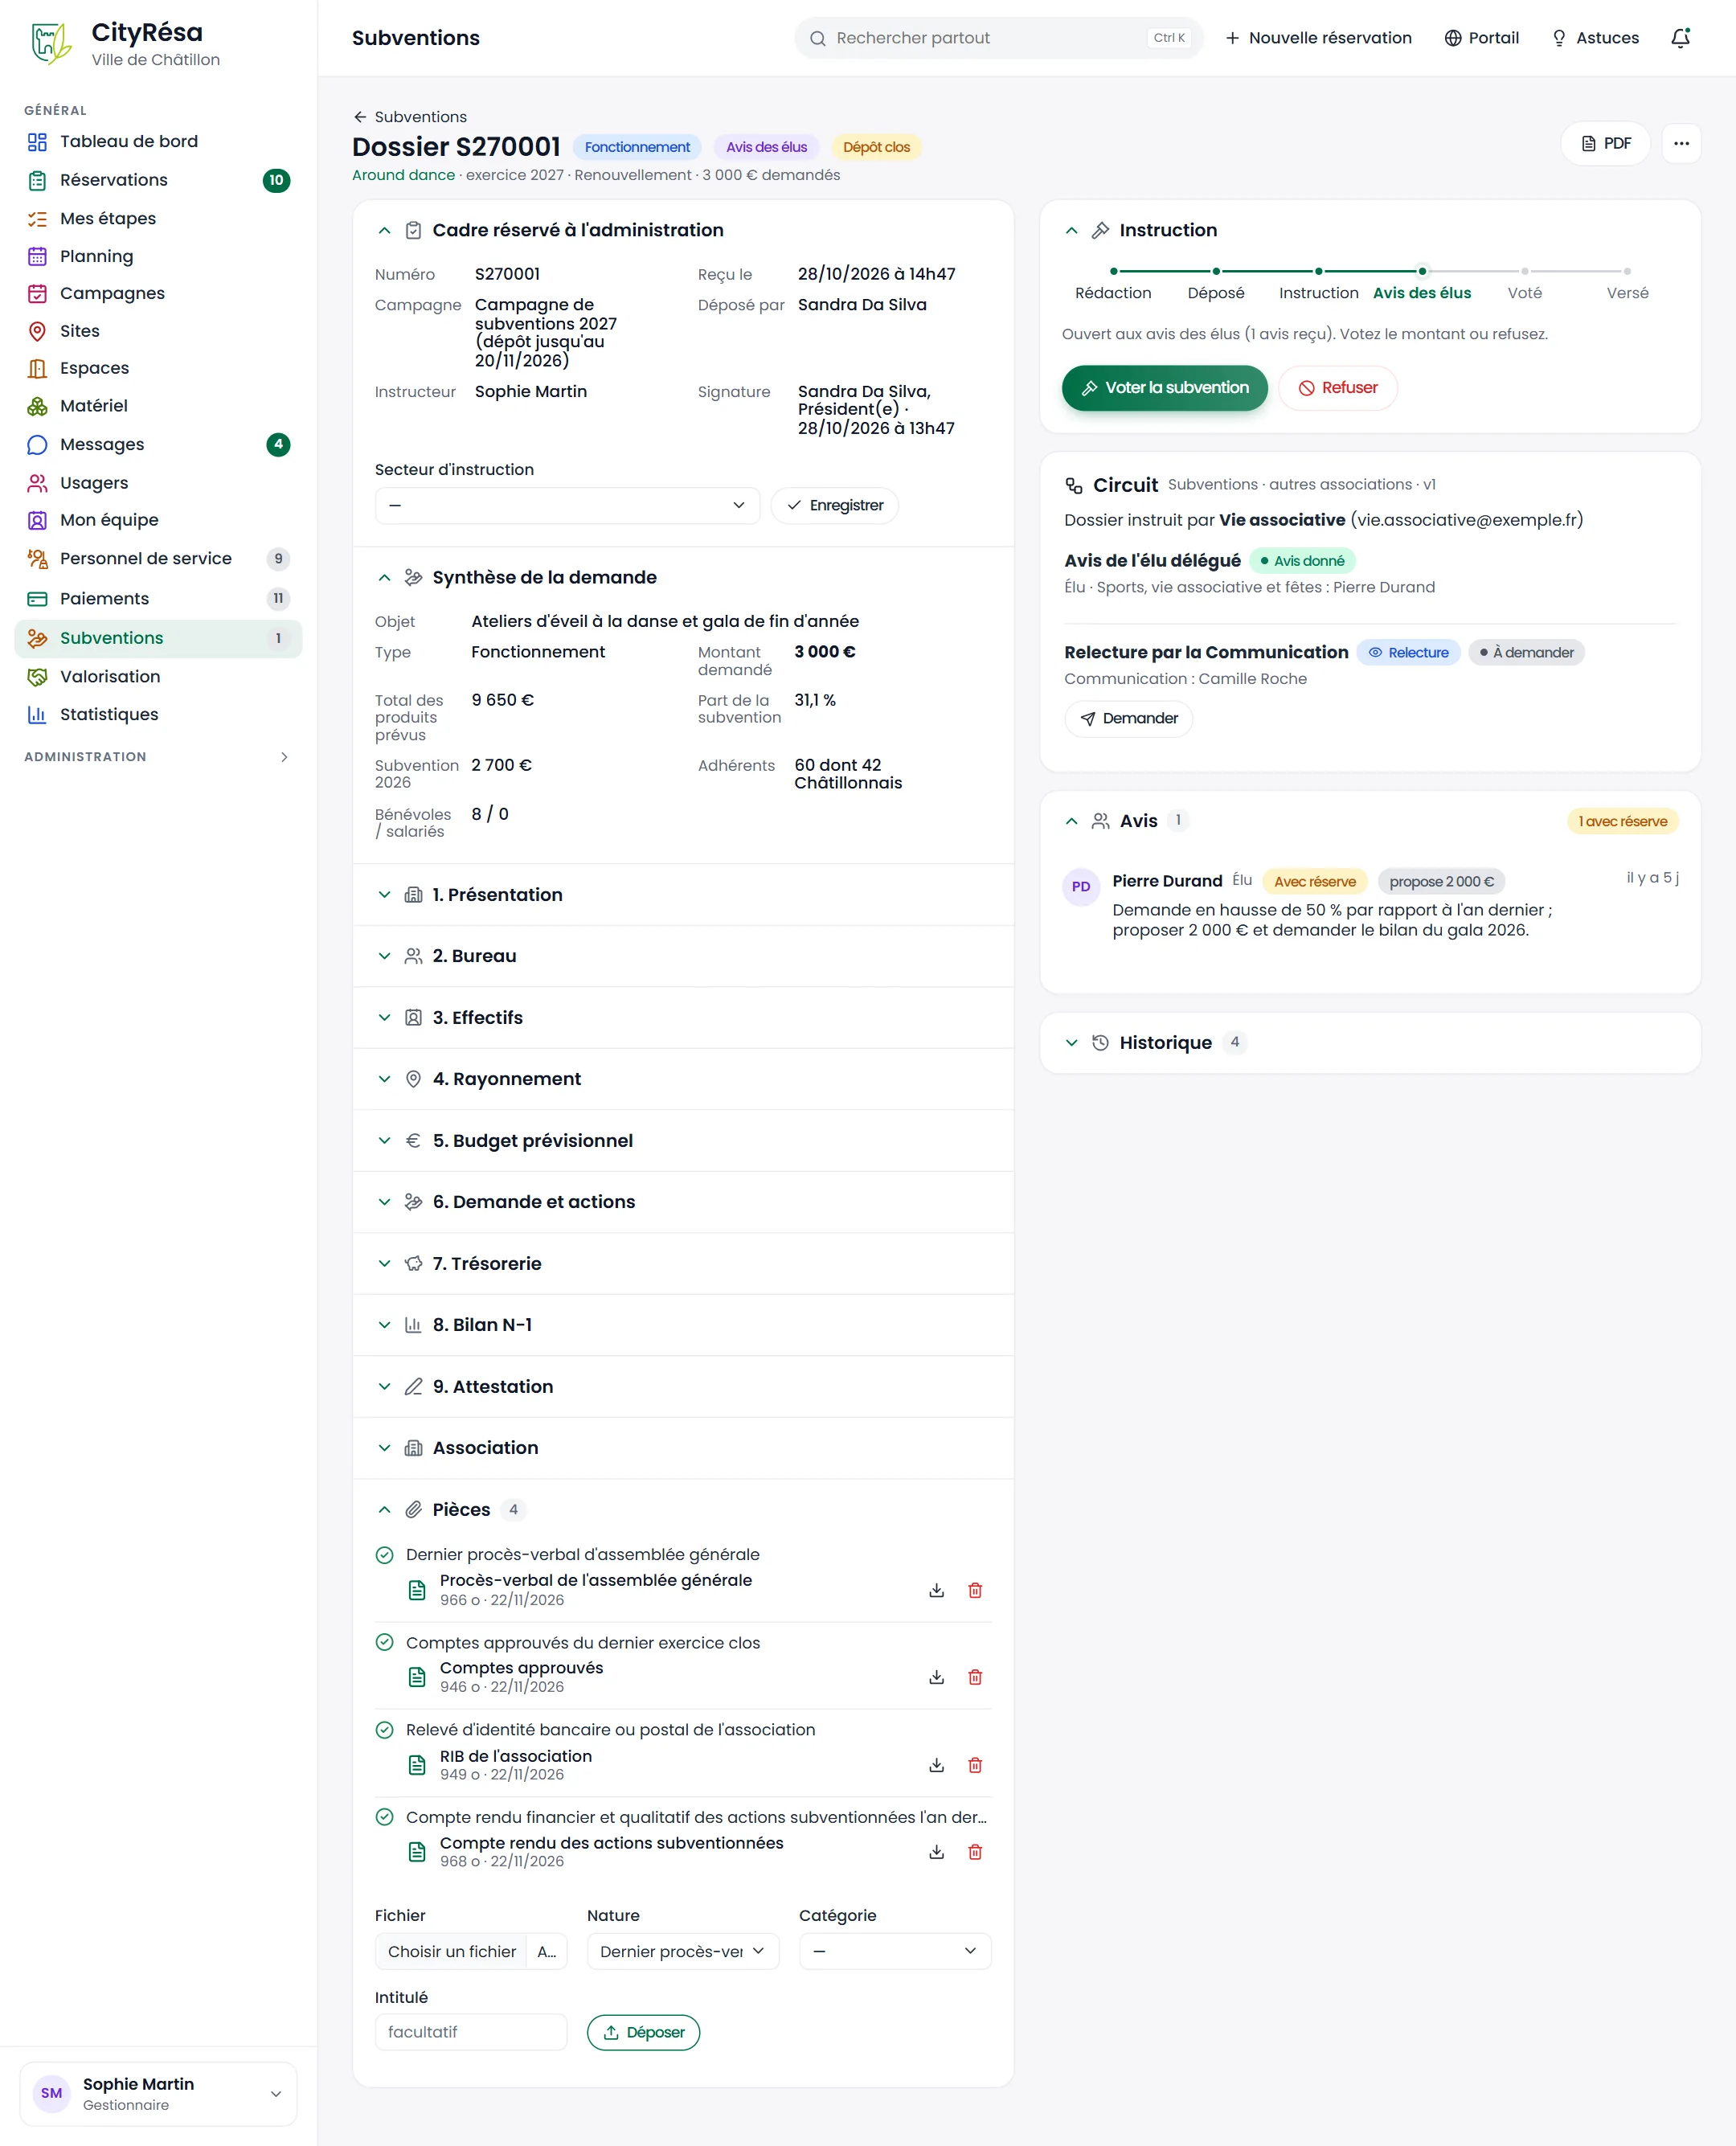 CityRésa
Ville de Châtillon
GÉNÉRAL
Tableau de bord
Réservations 10
Mes étapes
Planning
Campagnes
Sites
Espaces
Matériel
Messages 4
Usagers
Mon équipe
Personnel de service 9
Paiements 11
Subventions 1
Valorisation
Statistiques
ADMINISTRATION
SM
Sophie Martin
Gestionnaire
Subventions
Rechercher partout Ctrl K
Nouvelle réservation
Portail
Astuces
Subventions
Dossier S270001 Fonctionnement Avis des élus Dépôt clos
Around dance · exercice 2027 · Renouvellement · 3 000 € demandés
PDF
Cadre réservé à l'administration
Numéro S270001
Reçu le 28/10/2026 à 14h47
Campagne Campagne de
subventions 2027
(dépôt jusqu'au
20/11/2026)
Déposé par Sandra Da Silva
Instructeur Sophie Martin
Signature Sandra Da Silva,
Président(e) ·
28/10/2026 à 13h47
Secteur d'instruction
— Enregistrer
Synthèse de la demande
Objet Ateliers d'éveil à la danse et gala de fin d'année
Type Fonctionnement
Montant
demandé
3 000 €
Total des
produits
prévus
9 650 €
Part de la
subvention
31,1 %
Subvention
2026
2 700 €
Adhérents 60 dont 42
Châtillonnais
Bénévoles
/ salariés
8 / 0
1. Présentation
2. Bureau
3. Effectifs
4. Rayonnement
5. Budget prévisionnel
6. Demande et actions
7. Trésorerie
8. Bilan N-1
9. Attestation
Association
Pièces 4
Dernier procès-verbal d'assemblée générale
Procès-verbal de l'assemblée générale
966 o · 22/11/2026
Comptes approuvés du dernier exercice clos
Comptes approuvés
946 o · 22/11/2026
Relevé d'identité bancaire ou postal de l'association
RIB de l'association
949 o · 22/11/2026
Compte rendu financier et qualitatif des actions subventionnées l'an der...
Compte rendu des actions subventionnées
968 o · 22/11/2026
Fichier Nature Catégorie
Choisir un fichier A... Dernier procès-ver —
Intitulé
facultatif Déposer
Instruction
Rédaction Déposé Instruction Avis des élus Voté Versé
Ouvert aux avis des élus (1 avis reçu). Votez le montant ou refusez.
Voter la subvention Refuser
Circuit Subventions · autres associations · v1
Dossier instruit par Vie associative (vie.associative@exemple.fr)
Avis de l'élu délégué Avis donné
Élu · Sports, vie associative et fêtes : Pierre Durand
Relecture par la Communication Relecture À demander
Communication : Camille Roche
Demander
Avis 1 1 avec réserve
PD Pierre Durand Élu Avec réserve propose 2 000 € il y a 5 j
Demande en hausse de 50 % par rapport à l'an dernier ;
proposer 2 000 € et demander le bilan du gala 2026.
Historique 4